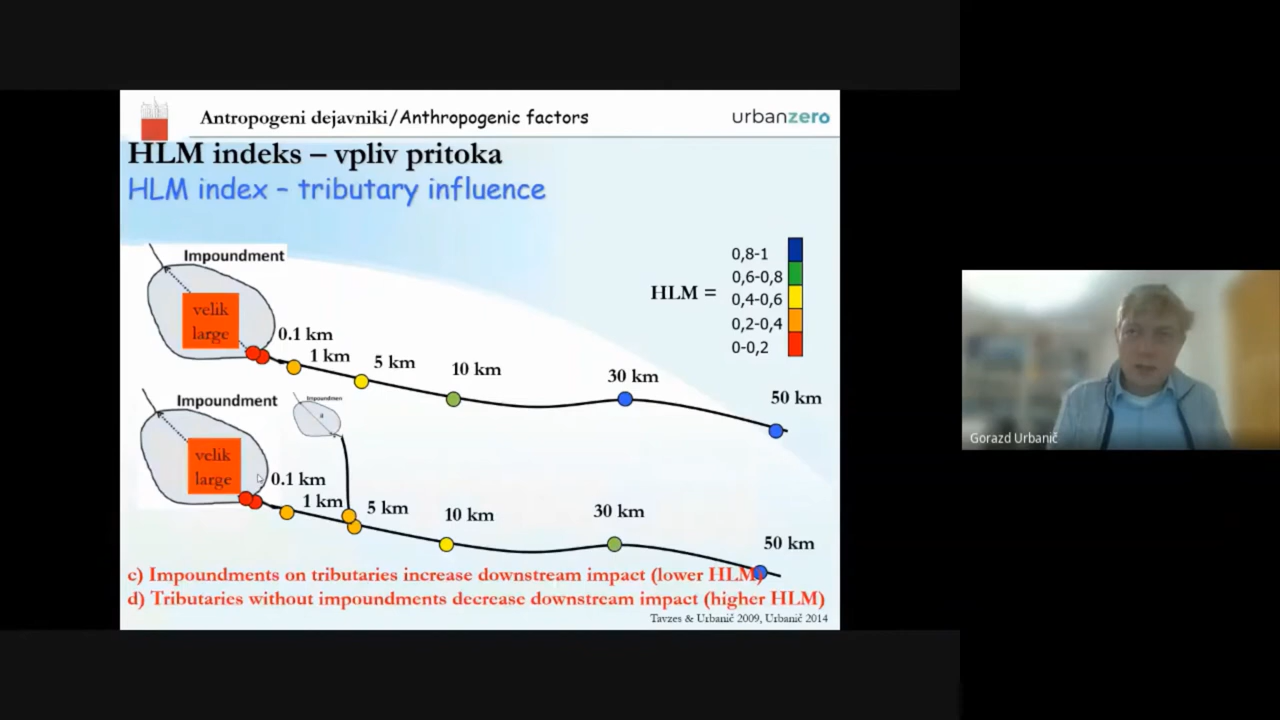 Antropogeni dejavniki/Anthropogenic factors
urbanzero
HLM indeks – vpliv pritoka
HLM index – tributary influence
Impoundment
velik
large
0.1 km
1 km
5 km
10 km
30 km
50 km
HLM =
0,8-1
0,6-0,8
0,4-0,6
0,2-0,4
0-0,2
Impoundment
velik
large
Impoundmen
0.1 km
1 km
5 km
10 km
30 km
50 km
c) Impoundments on tributaries increase downstream impact (lower HLM)
d) Tributaries without impoundments decrease downstream impact (higher HLM)
Tavzes & Urbanič 2009, Urbanič 2014
Gorazd Urbanič